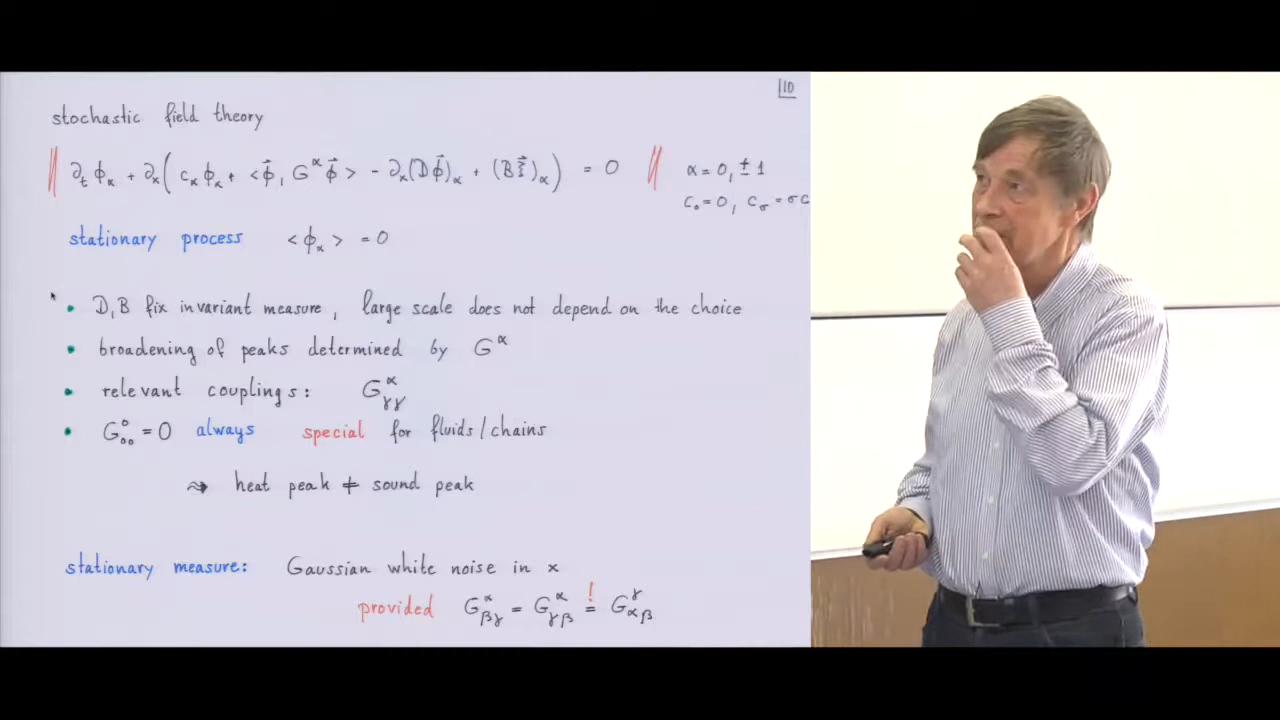 10
stochastic field theory
∂ₜ ϕ_α + ∂ₓ( c_α ϕ_α + <ϕ⃗, G^α ϕ⃗> − ∂ₓ(Dϕ⃗)_α + (Bξ⃗)_α ) = 0
α = 0, ± 1
c₀ = 0, c_σ = σc
stationary process <ϕ_α> = 0
• D,B fix invariant measure, large scale does not depend on the choice
• broadening of peaks determined by G^α
• relevant couplings: G^α_γγ
• G^0_00 = 0 always special for fluids/chains
⇝ heat peak ≠ sound peak
stationary measure: Gaussian white noise in x
provided G^α_βγ = G^α_γβ =! G^γ_αβ